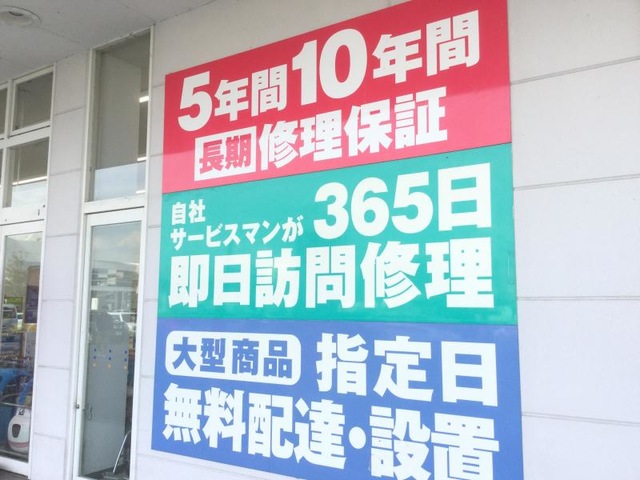 5年間10年間
長期 修理保証
自社
サービスマンが 365日
即日訪問修理
大型商品 指定日
無料配達・設置